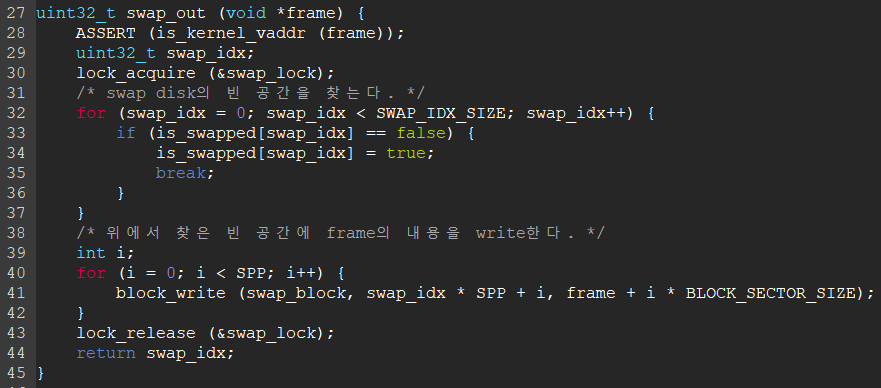 27 uint32_t swap_out (void *frame) {
28     ASSERT (is_kernel_vaddr (frame));
29     uint32_t swap_idx;
30     lock_acquire (&swap_lock);
31     /* swap disk의 빈 공간을 찾는다. */
32     for (swap_idx = 0; swap_idx < SWAP_IDX_SIZE; swap_idx++) {
33         if (is_swapped[swap_idx] == false) {
34             is_swapped[swap_idx] = true;
35             break;
36         }
37     }
38     /* 위에서 찾은 빈 공간에 frame의 내용을 write한다. */
39     int i;
40     for (i = 0; i < SPP; i++) {
41         block_write (swap_block, swap_idx * SPP + i, frame + i * BLOCK_SECTOR_SIZE);
42     }
43     lock_release (&swap_lock);
44     return swap_idx;
45 }